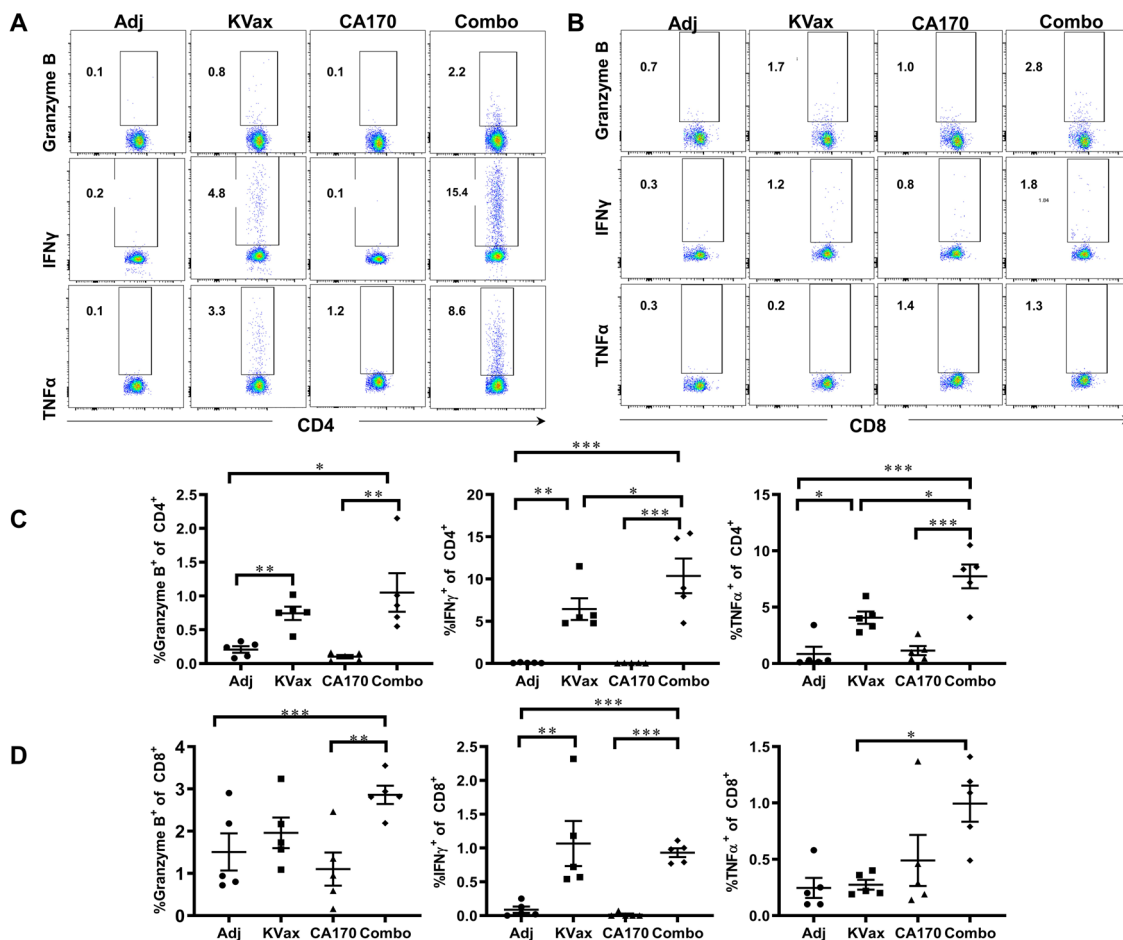 A
Adj KVax CA170 Combo
Granzyme B
0.1 0.8 0.1 2.2
IFNγ
0.2 4.8 0.1 15.4
TNFα
0.1 3.3 1.2 8.6
CD4
B
Adj KVax CA170 Combo
Granzyme B
0.7 1.7 1.0 2.8
IFNγ
0.3 1.2 0.8 1.8
1.84
TNFα
0.3 0.2 1.4 1.3
CD8
C
%Granzyme B⁺ of CD4⁺
2.5
2.0
1.5
1.0
0.5
0.0
* ** **
Adj KVax CA170 Combo
%IFNγ⁺ of CD4⁺
20
15
10
5
0
*** ** * ***
Adj KVax CA170 Combo
%TNFα⁺ of CD4⁺
15
10
5
0
*** * * ***
Adj KVax CA170 Combo
D
%Granzyme B⁺ of CD8⁺
4
3
2
1
0
*** **
Adj KVax CA170 Combo
%IFNγ⁺ of CD8⁺
2.5
2.0
1.5
1.0
0.5
0.0
*** ** ***
Adj KVax CA170 Combo
%TNFα⁺ of CD8⁺
1.5
1.0
0.5
0.0
*
Adj KVax CA170 Combo